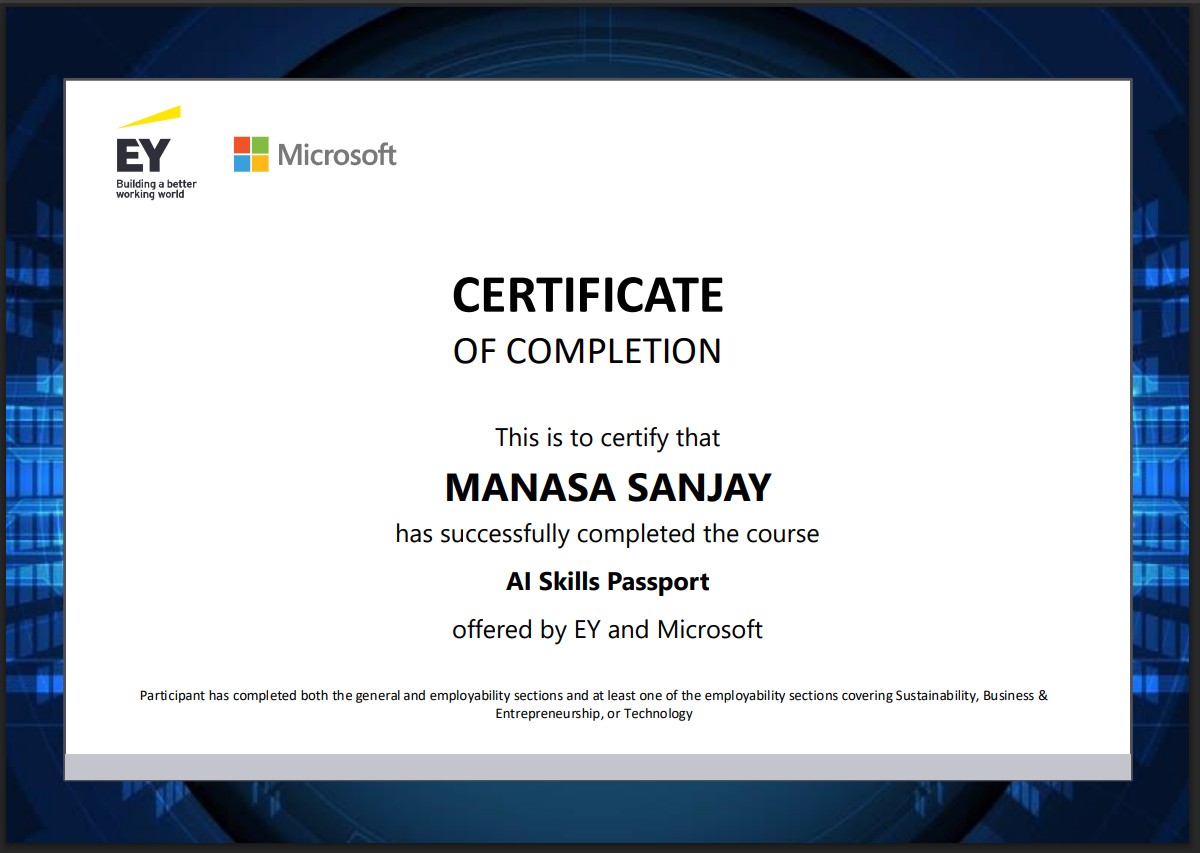 EY
Building a better
working world
Microsoft
CERTIFICATE
OF COMPLETION
This is to certify that
MANASA SANJAY
has successfully completed the course
AI Skills Passport
offered by EY and Microsoft
Participant has completed both the general and employability sections and at least one of the employability sections covering Sustainability, Business &
Entrepreneurship, or Technology